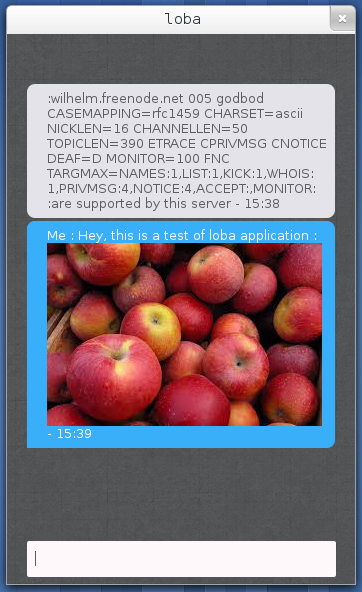 loba
:wilhelm.freenode.net 005 godbod
CASEMAPPING=rfc1459 CHARSET=ascii
NICKLEN=16 CHANNELLEN=50
TOPICLEN=390 ETRACE CPRIVMSG CNOTICE
DEAF=D MONITOR=100 FNC
TARGMAX=NAMES:1,LIST:1,KICK:1,WHOIS:
1,PRIVMSG:4,NOTICE:4,ACCEPT:,MONITOR:
:are supported by this server - 15:38
Me : Hey, this is a test of loba application :
- 15:39